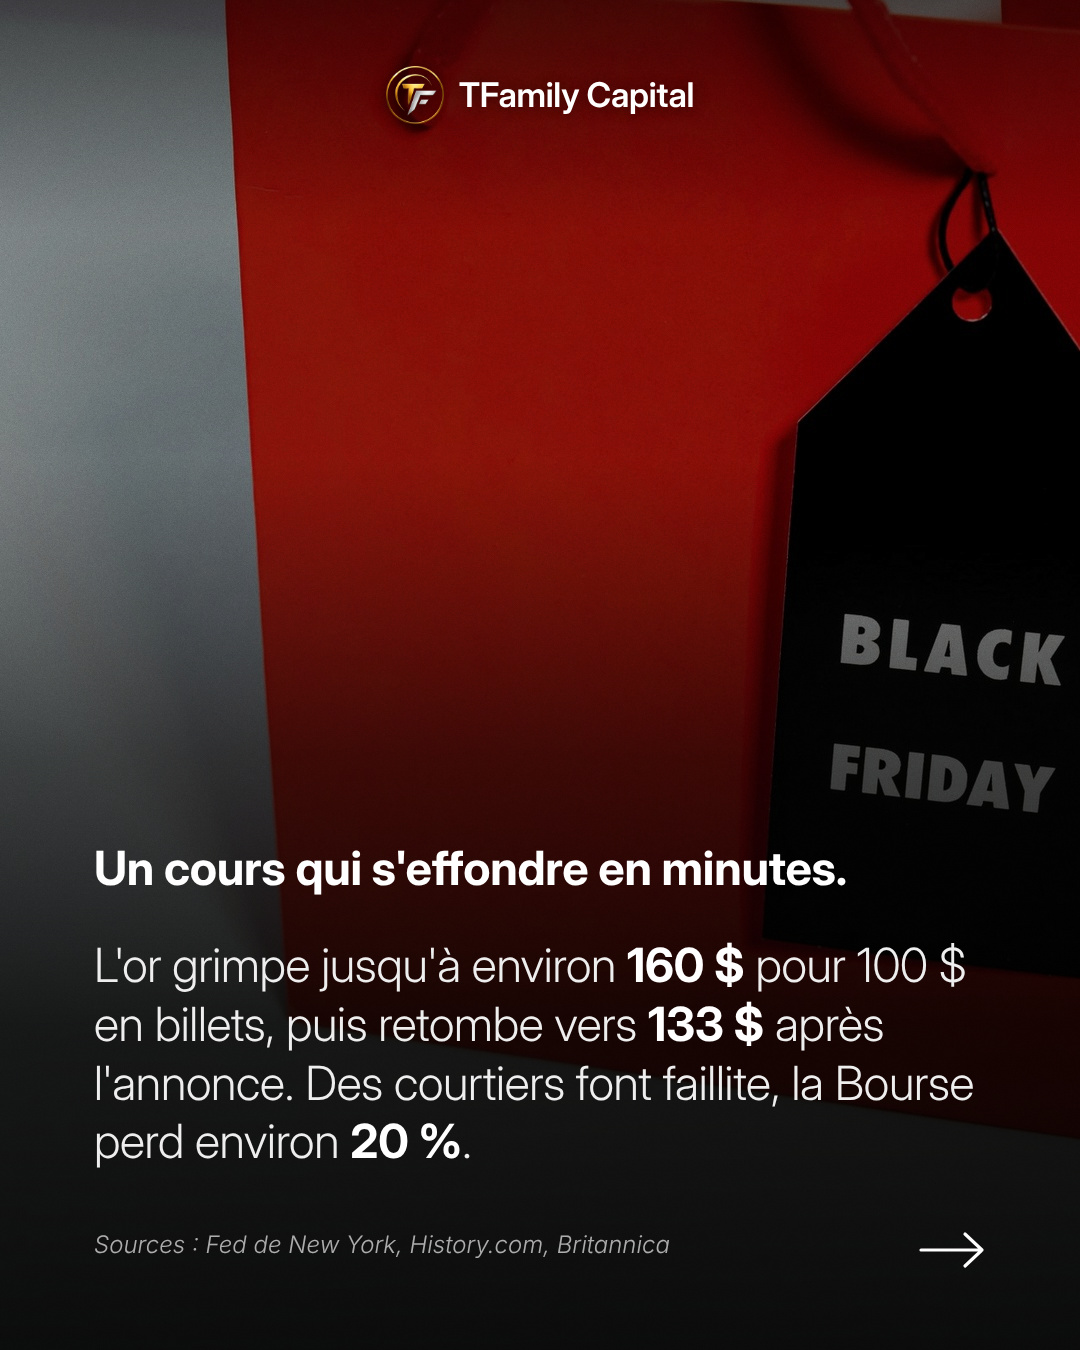 TF TFamily Capital
BLACK
FRIDAY
Un cours qui s'effondre en minutes.
L'or grimpe jusqu'à environ 160 $ pour 100 $
en billets, puis retombe vers 133 $ après
l'annonce. Des courtiers font faillite, la Bourse
perd environ 20 %.
Sources : Fed de New York, History.com, Britannica